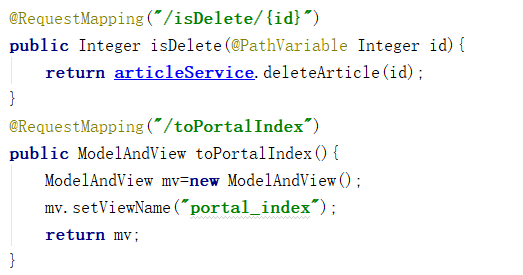 @RequestMapping("/isDelete/{id}")
public Integer isDelete(@PathVariable Integer id){
    return articleService.deleteArticle(id);
}
@RequestMapping("/toPortalIndex")
public ModelAndView toPortalIndex(){
    ModelAndView mv=new ModelAndView();
    mv.setViewName("portal_index");
    return mv;
}